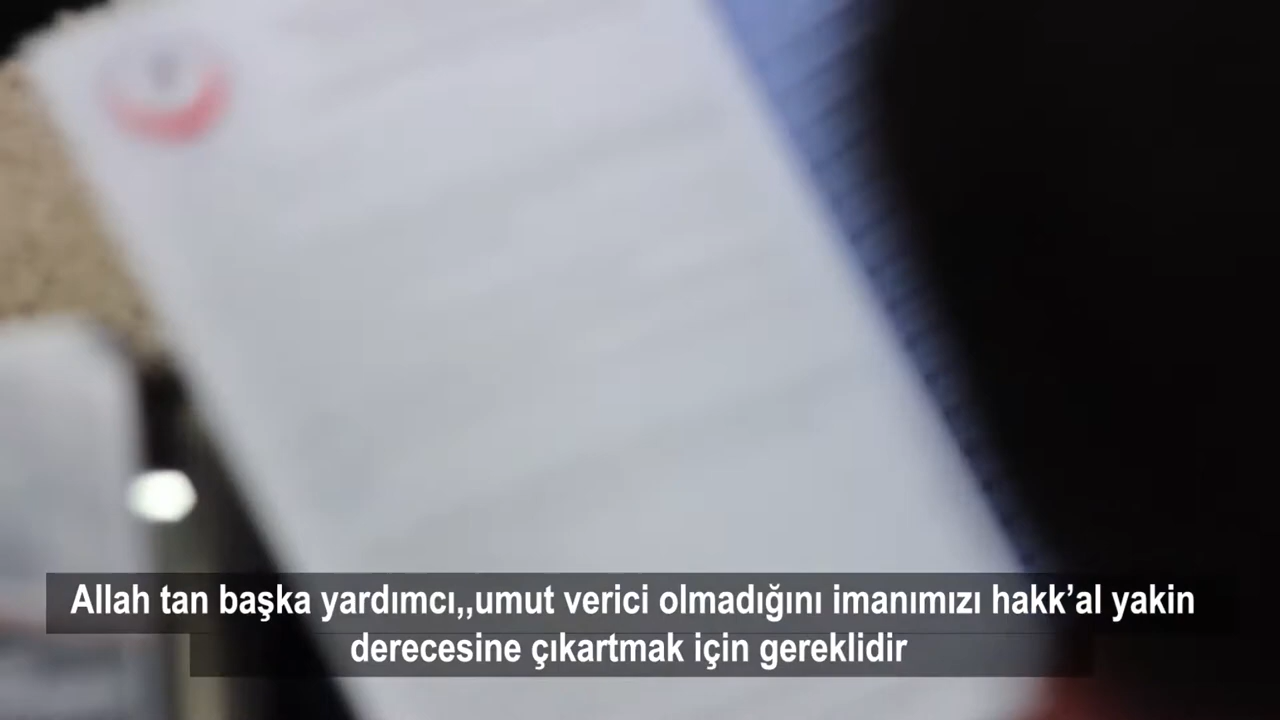 Allah tan başka yardımcı,,umut verici olmadığını imanımızı hakk’al yakin
derecesine çıkartmak için gereklidir